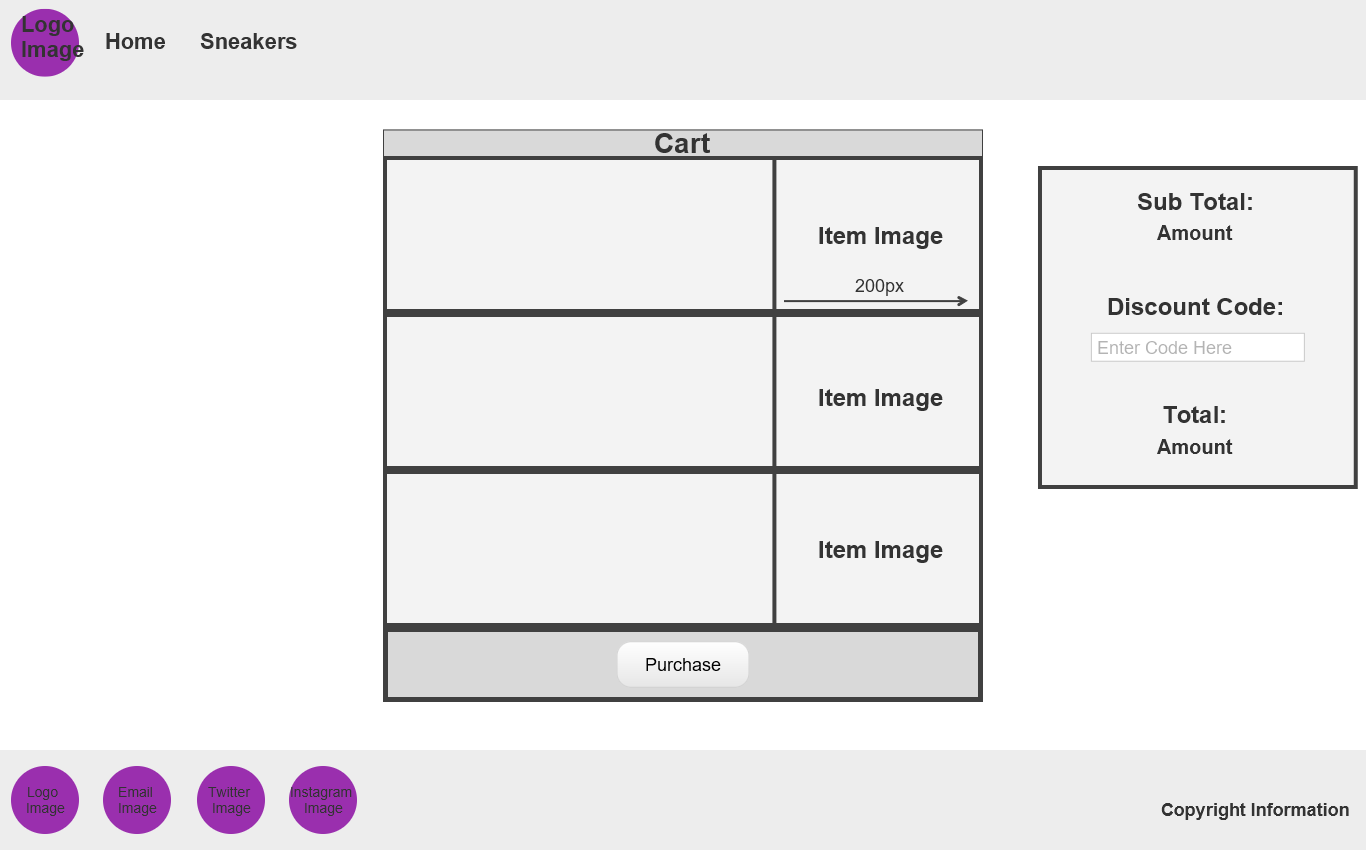 Logo
Image
Home
Sneakers
Cart
Item Image
200px
Item Image
Item Image
Purchase
Sub Total:
Amount
Discount Code:
Enter Code Here
Total:
Amount
Logo
Image
Email
Image
Twitter
Image
Instagram
Image
Copyright Information